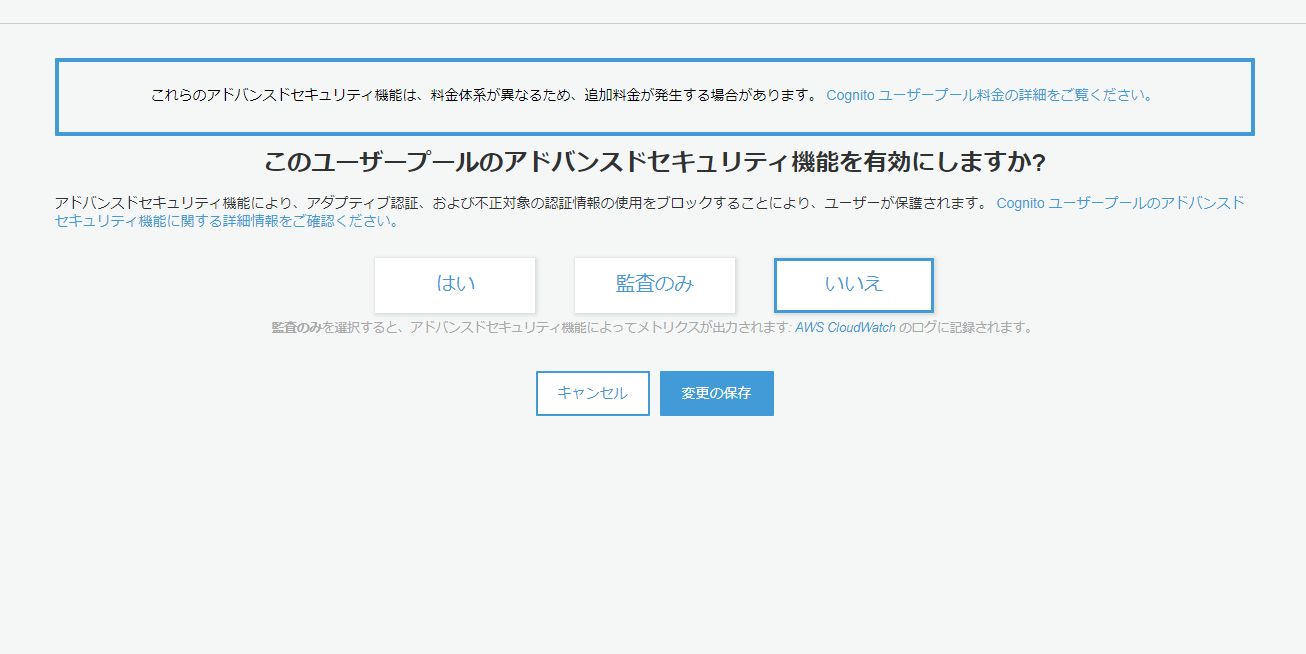 これらのアドバンスドセキュリティ機能は、料金体系が異なるため、追加料金が発生する場合があります。 Cognito ユーザープール料金の詳細をご覧ください。
このユーザープールのアドバンスドセキュリティ機能を有効にしますか?
アドバンスドセキュリティ機能により、アダプティブ認証、および不正対象の認証情報の使用をブロックすることにより、ユーザーが保護されます。 Cognito ユーザープールのアドバンスド
セキュリティ機能に関する詳細情報をご確認ください。
はい 監査のみ いいえ
監査のみを選択すると、アドバンスドセキュリティ機能によってメトリクスが出力されます: AWS CloudWatch のログに記録されます。
キャンセル 変更の保存